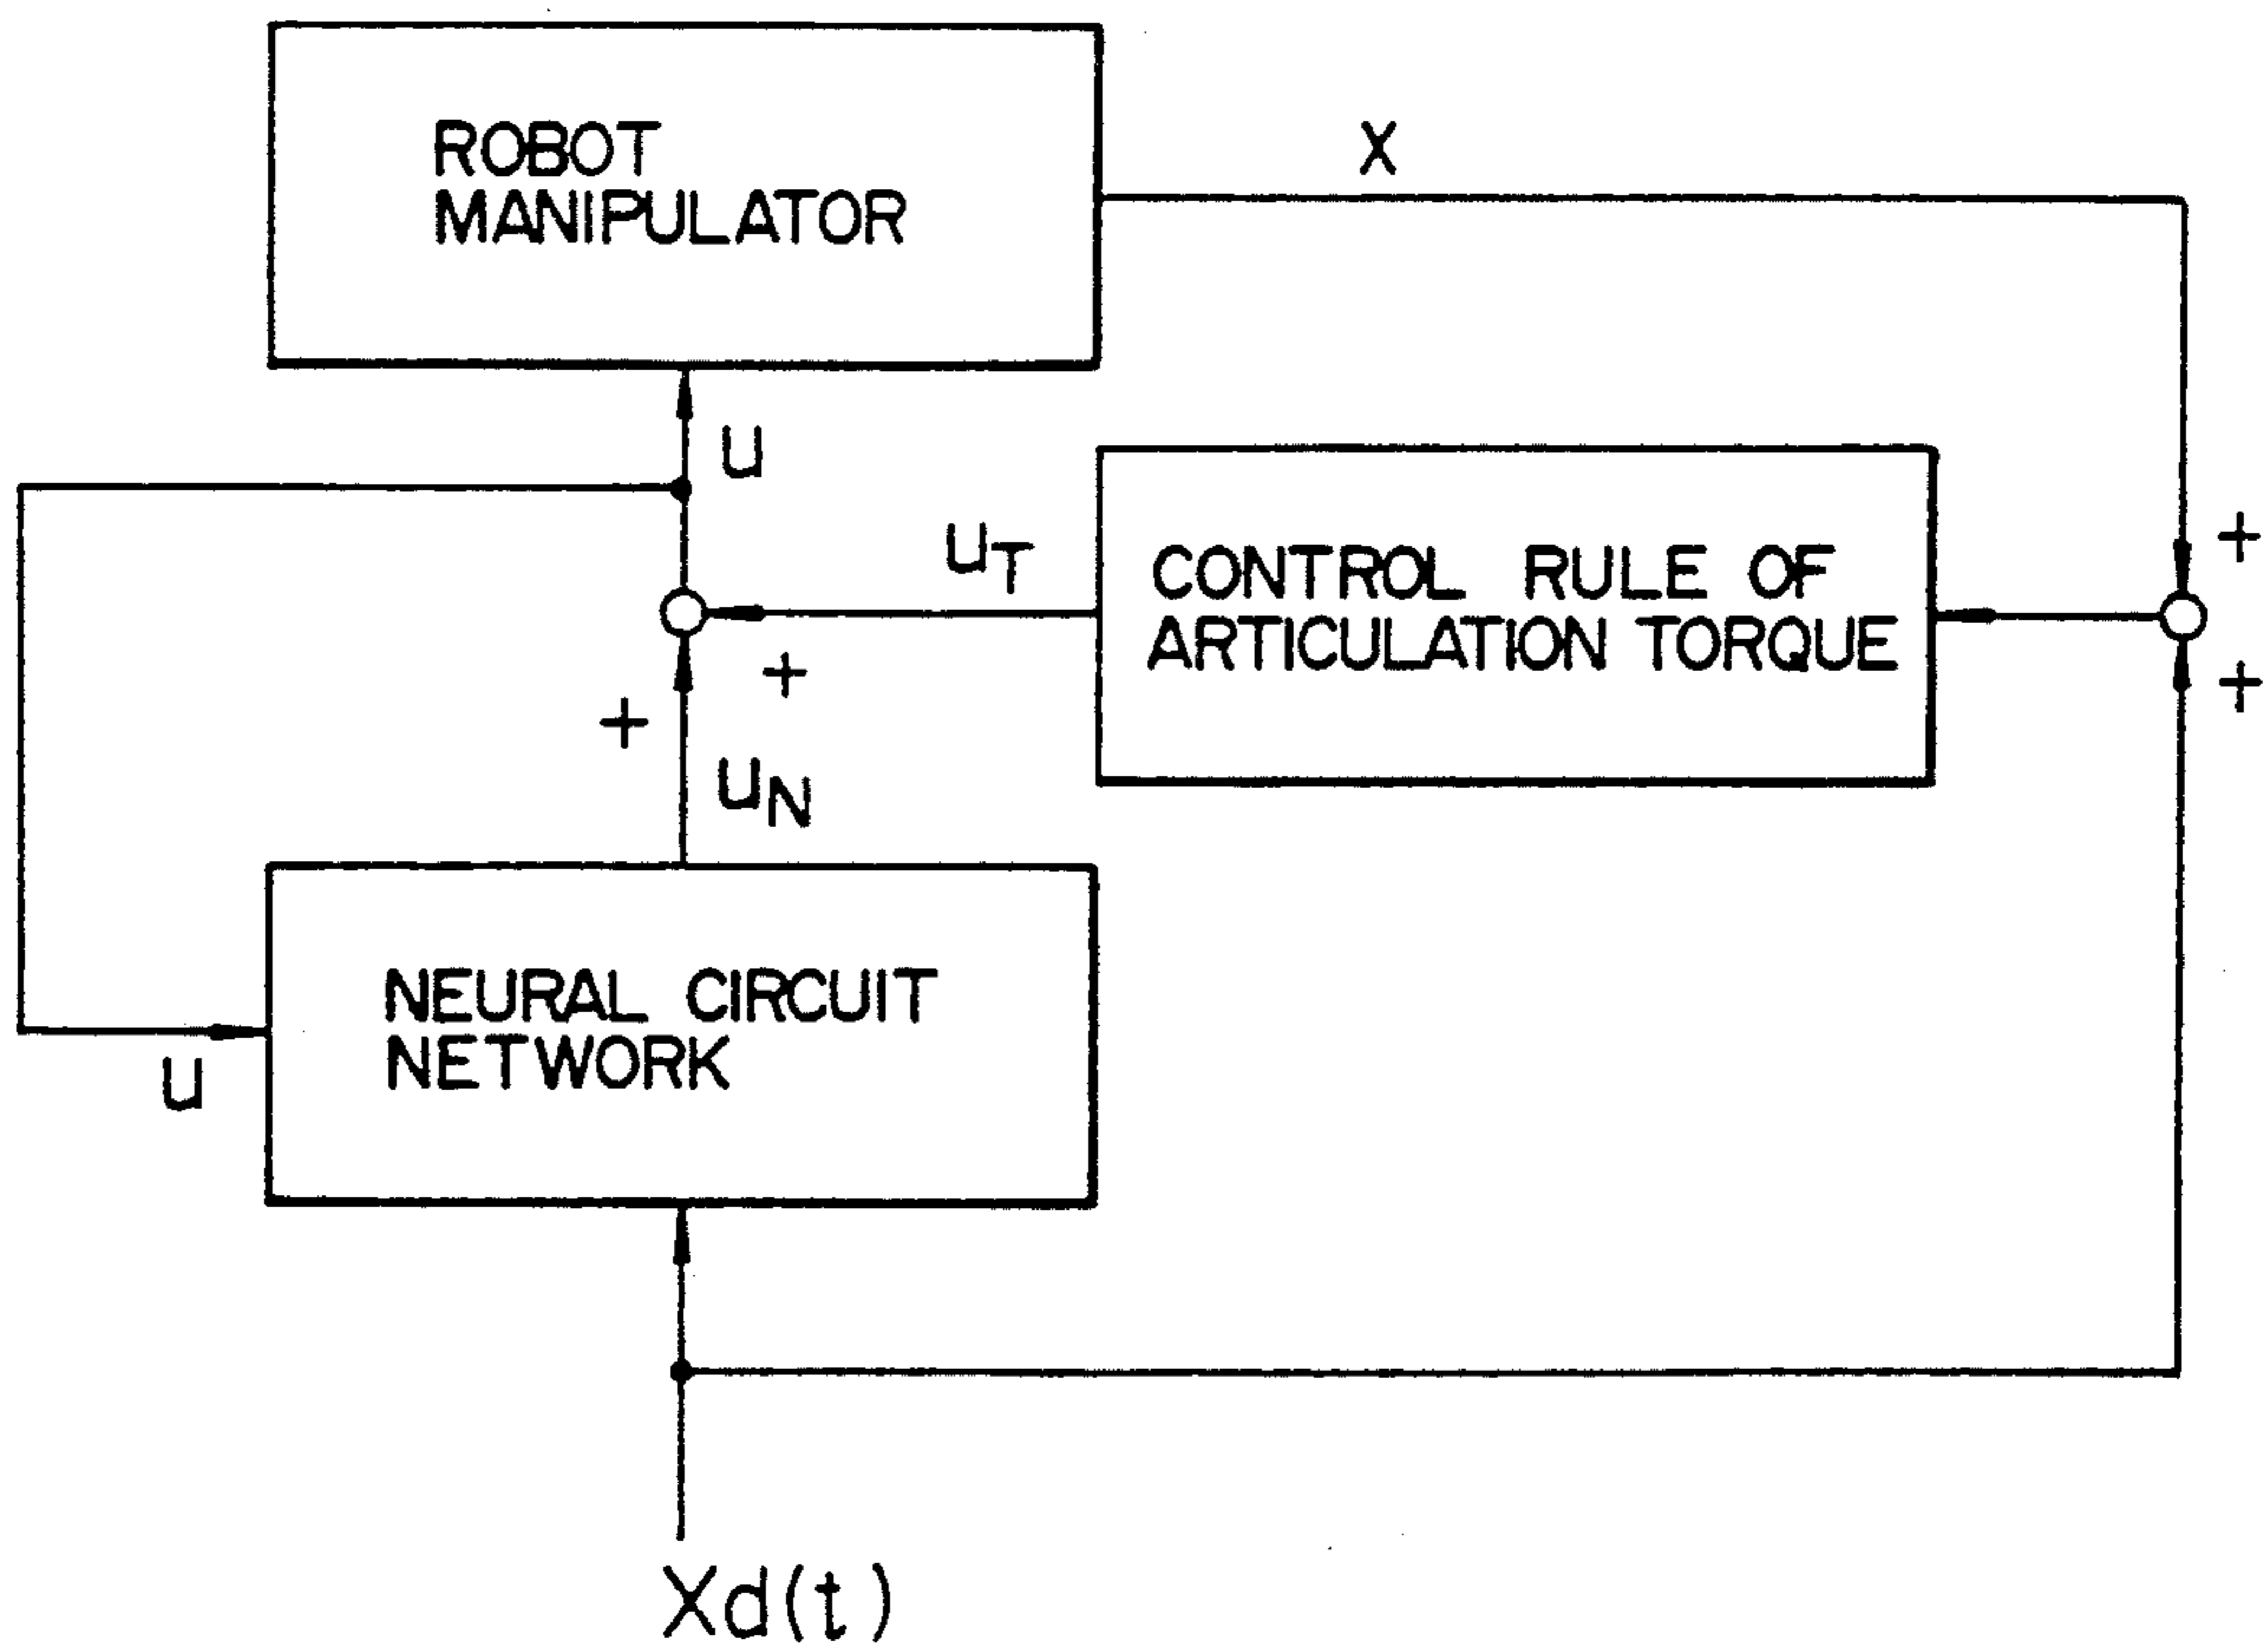 ROBOT
MANIPULATOR
X
u
uT
CONTROL RULE OF
ARTICULATION TORQUE
+
+
+
+
uN
NEURAL CIRCUIT
NETWORK
u
Xd(t)